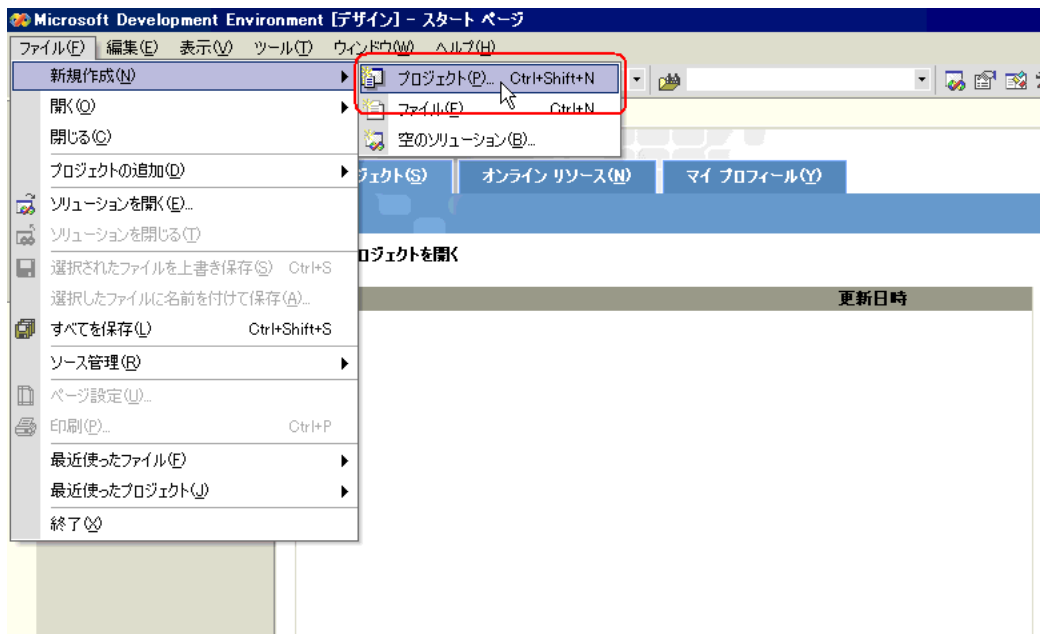 Microsoft Development Environment [デザイン] - スタート ページ
ファイル(F) 編集(E) 表示(V) ツール(T) ウィンドウ(W) ヘルプ(H)
新規作成(N)
プロジェクト(P)... Ctrl+Shift+N
開く(O)
ファイル(F) Ctrl+N
閉じる(C)
空のソリューション(B)...
プロジェクトの追加(D)
ジェクト(S) オンライン リソース(N) マイ プロフィール(Y)
ソリューションを開く(E)...
ソリューションを閉じる(T)
ロジェクトを開く
選択されたファイルを上書き保存(S) Ctrl+S
選択したファイルに名前を付けて保存(A)...
更新日時
すべてを保存(L) Ctrl+Shift+S
ソース管理(R)
ページ設定(U)...
印刷(P)... Ctrl+P
最近使ったファイル(F)
最近使ったプロジェクト(J)
終了(X)